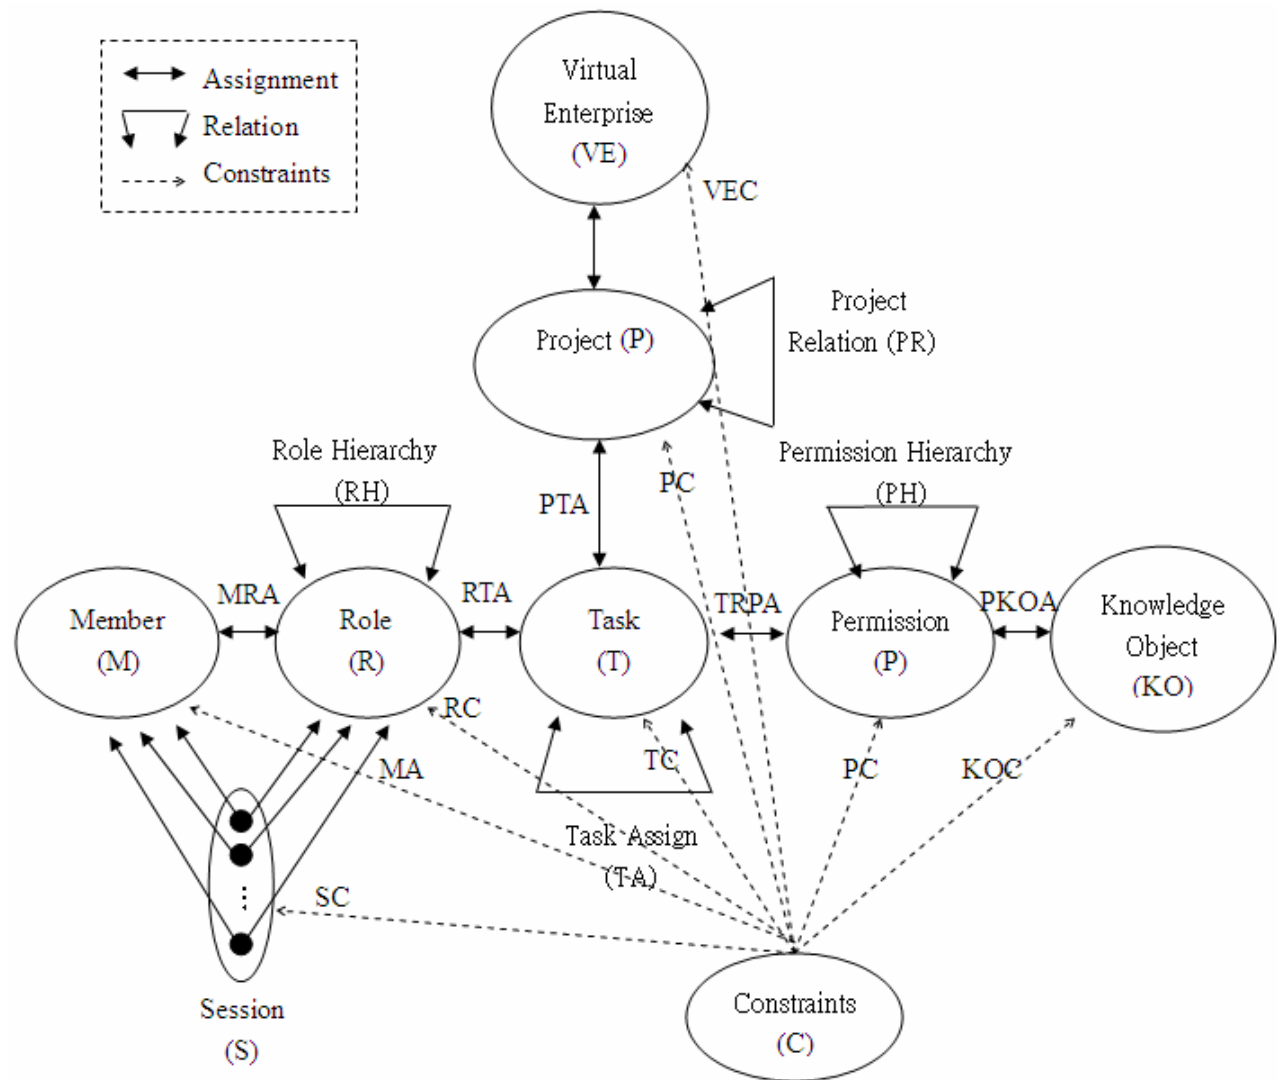 Assignment
Relation
Constraints
Virtual
Enterprise
(VE)
VEC
Project (P)
Project
Relation (PR)
Role Hierarchy
(RH)
PTA
PC
Permission Hierarchy
(PH)
Member
(M)
MRA
Role
(R)
RTA
Task
(T)
TRPA
Permission
(P)
PKOA
Knowledge
Object
(KO)
RC
MA
TC
PC
KOC
Task Assign
(TA)
SC
Session
(S)
Constraints
(C)